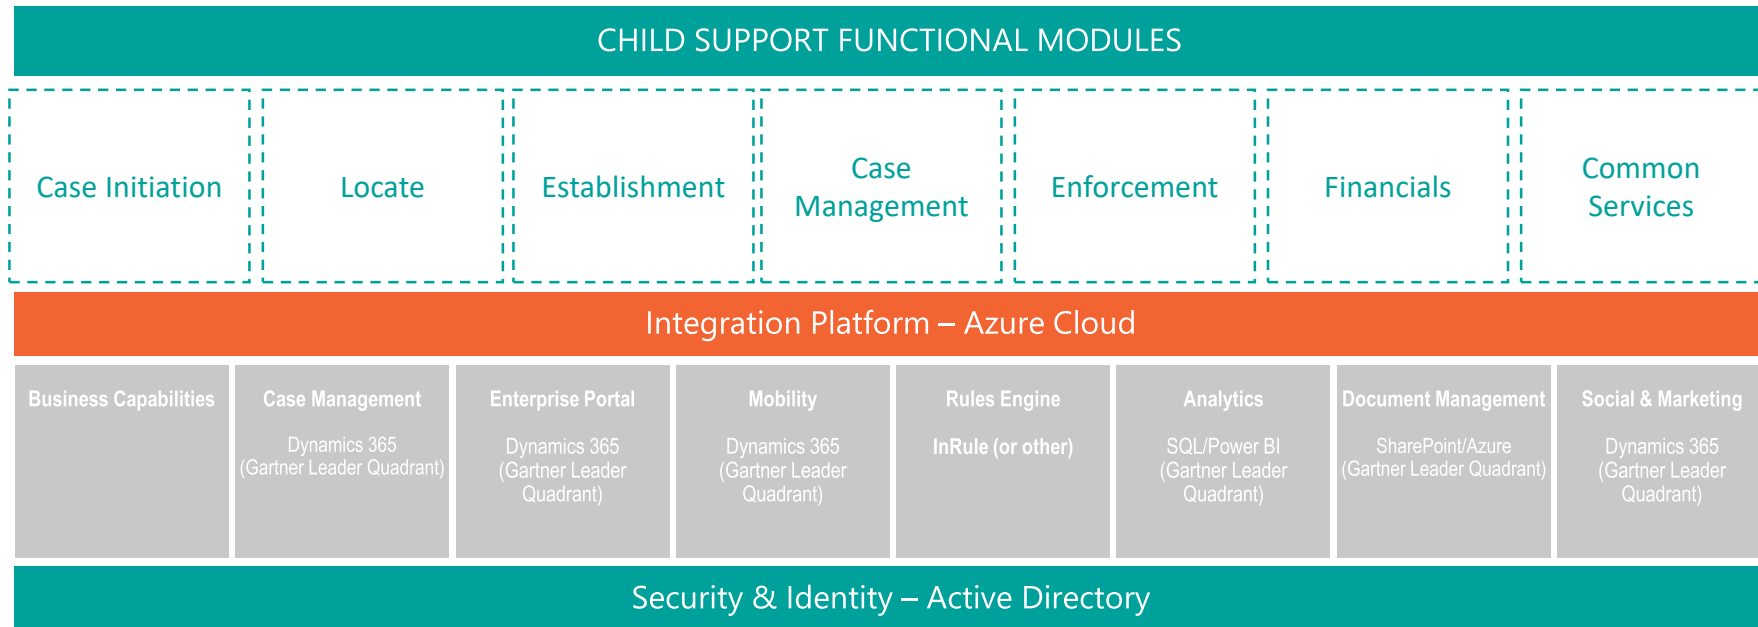 CHILD SUPPORT FUNCTIONAL MODULES
Case Initiation
Locate
Establishment
Case
Management
Enforcement
Financials
Common
Services
Integration Platform – Azure Cloud
Business Capabilities
Case Management
Dynamics 365
(Gartner Leader Quadrant)
Enterprise Portal
Dynamics 365
(Gartner Leader
Quadrant)
Mobility
Dynamics 365
(Gartner Leader
Quadrant)
Rules Engine
InRule (or other)
Analytics
SQL/Power BI
(Gartner Leader
Quadrant)
Document Management
SharePoint/Azure
(Gartner Leader Quadrant)
Social & Marketing
Dynamics 365
(Gartner Leader
Quadrant)
Security & Identity – Active Directory